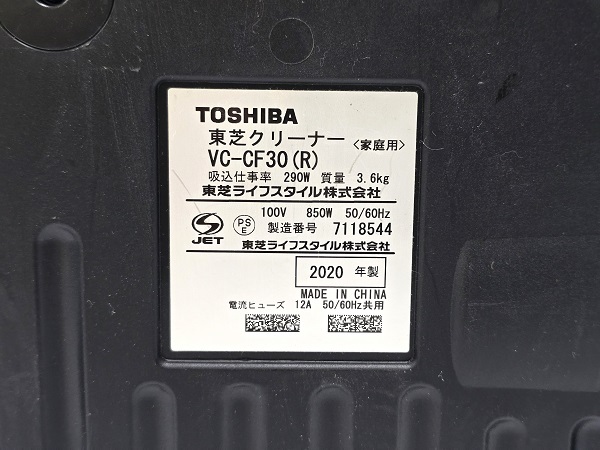 TOSHIBA
東芝クリーナー 〈家庭用〉
VC-CF30(R)
吸込仕事率 290W 質量 3.6kg
東芝ライフスタイル株式会社
JET PSE 100V 850W 50/60Hz
製造番号 7118544
東芝ライフスタイル株式会社
2020 年製
MADE IN CHINA
電流ヒューズ 12A 50/60Hz共用